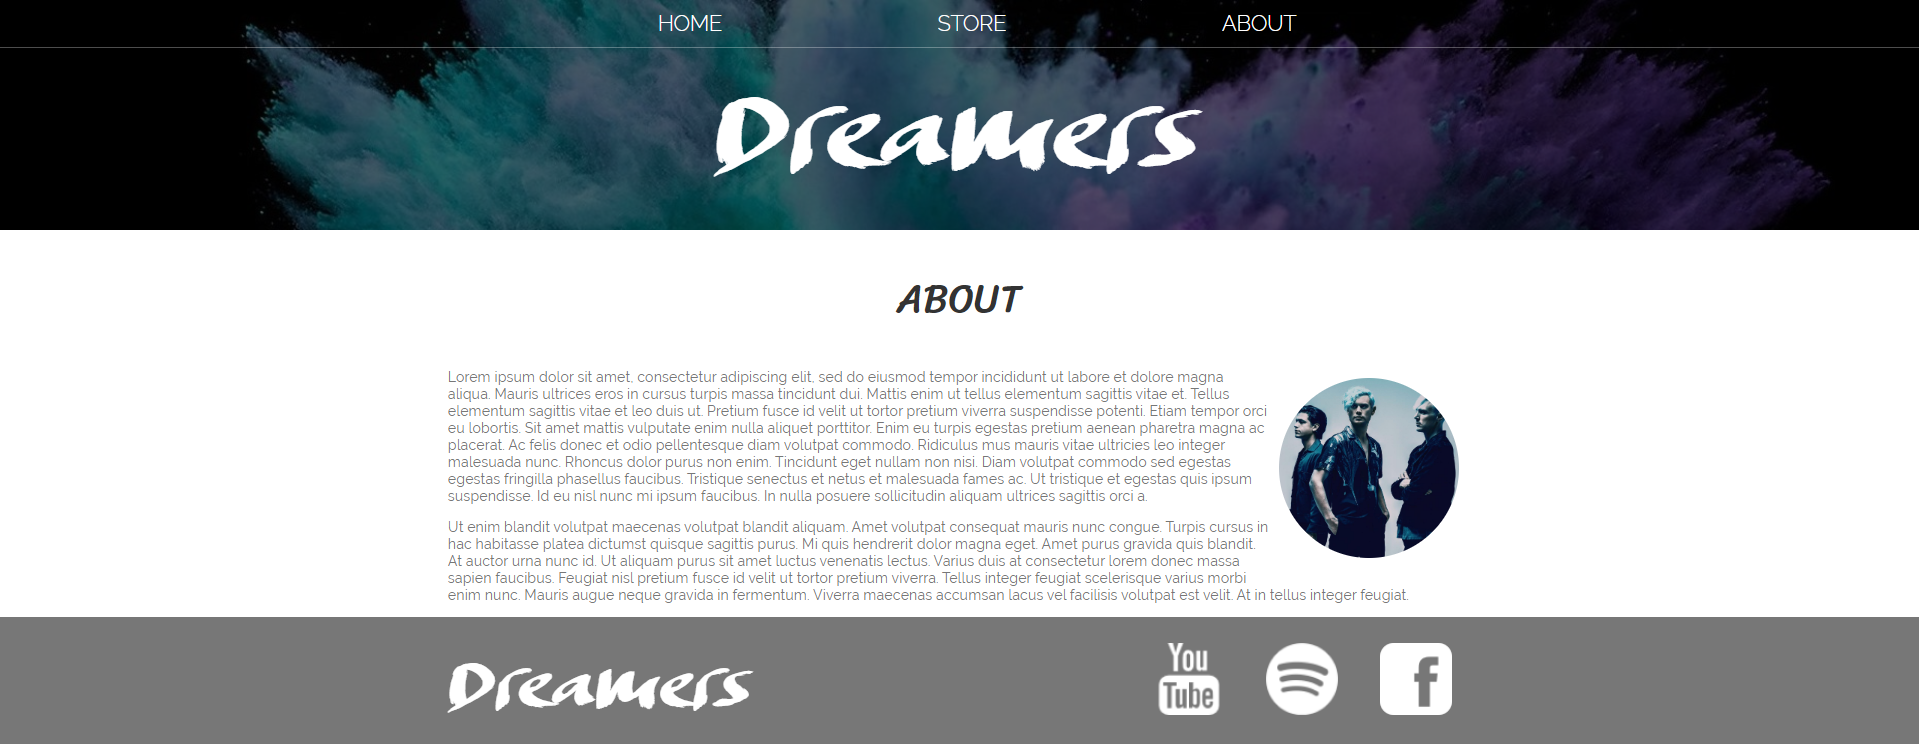 HOME STORE ABOUT
Dreamers
ABOUT
Lorem ipsum dolor sit amet, consectetur adipiscing elit, sed do eiusmod tempor incididunt ut labore et dolore magna
aliqua. Mauris ultrices eros in cursus turpis massa tincidunt dui. Mattis enim ut tellus elementum sagittis vitae et. Tellus
elementum sagittis vitae et leo duis ut. Pretium fusce id velit ut tortor pretium viverra suspendisse potenti. Etiam tempor orci
eu lobortis. Sit amet mattis vulputate enim nulla aliquet porttitor. Enim eu turpis egestas pretium aenean pharetra magna ac
placerat. Ac felis donec et odio pellentesque diam volutpat commodo. Ridiculus mus mauris vitae ultricies leo integer
malesuada nunc. Rhoncus dolor purus non enim. Tincidunt eget nullam non nisi. Diam volutpat commodo sed egestas
egestas fringilla phasellus faucibus. Tristique senectus et netus et malesuada fames ac. Ut tristique et egestas quis ipsum
suspendisse. Id eu nisl nunc mi ipsum faucibus. In nulla posuere sollicitudin aliquam ultrices sagittis orci a.
Ut enim blandit volutpat maecenas volutpat blandit aliquam. Amet volutpat consequat mauris nunc congue. Turpis cursus in
hac habitasse platea dictumst quisque sagittis purus. Mi quis hendrerit dolor magna eget. Amet purus gravida quis blandit.
At auctor urna nunc id. Ut aliquam purus sit amet luctus venenatis lectus. Varius duis at consectetur lorem donec massa
sapien faucibus. Feugiat nisl pretium fusce id velit ut tortor pretium viverra. Tellus integer feugiat scelerisque varius morbi
enim nunc. Mauris augue neque gravida in fermentum. Viverra maecenas accumsan lacus vel facilisis volutpat est velit. At in tellus integer feugiat.
Dreamers
You
Tube
f